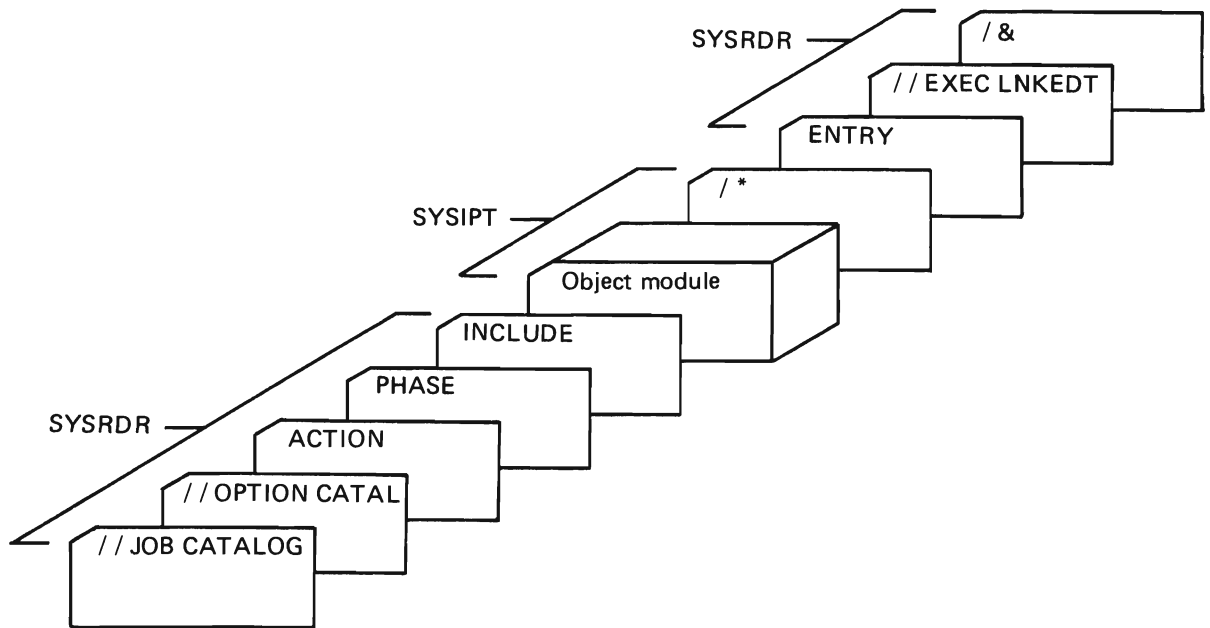 SYSRDR
/ &
// EXEC LNKEDT
ENTRY
/ *
SYSIPT
Object module
INCLUDE
PHASE
SYSRDR
ACTION
// OPTION CATAL
// JOB CATALOG